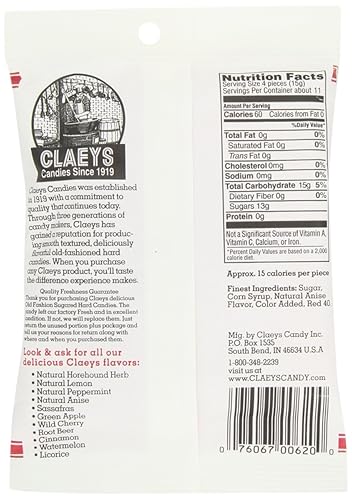 CLAEYS
Candies Since 1919
Claeys Candies was established
in 1919 with a commitment to
quality that continues today.
Through three generations of
candy makers, Claeys has
gained a reputation for produc-
ing smooth textured, deliciously
flavorful old-fashioned hard
candies. When you purchase
any Claeys product, you'll taste
the difference experience makes.
Quality Freshness Guarantee
Thank you for purchasing Claeys delicious
Old Fashion Sugared Hard Candies. The
candy left our factory Fresh and in excellent
condition. If not, we will replace them. Just
return the unused portion plus package and
us your name & reasons for return along with
where and when you purchased them.
Look & ask for all our
delicious Claeys flavors:
• Natural Horehound Herb
• Natural Lemon
• Natural Peppermint
• Natural Anise
• Sassafras
• Green Apple
• Wild Cherry
• Root Beer
• Cinnamon
• Watermelon
• Licorice
Nutrition Facts
Serving Size 4 pieces (15g)
Servings Per Container about 11
Amount Per Serving
Calories 60 Calories from Fat 0
%Daily Value*
Total Fat 0g 0%
Saturated Fat 0g 0%
Trans Fat 0g
Cholesterol 0mg 0%
Sodium 0mg 0%
Total Carbohydrate 15g 5%
Dietary Fiber 0g 0%
Sugars 13g
Protein 0g
Not a Significant Source of Vitamin A,
Vitamin C, Calcium, or Iron.
*Percent Daily Values are based on a 2,000
calorie diet.
Approx. 15 calories per piece
Finest Ingredients: Sugar,
Corn Syrup, Natural Anise
Flavor, Color Added, Red 40
Mfg. by Claeys Candy Inc.
P.O. Box 1535
South Bend, IN 46634 U.S.A
1-800-348-2239
visit us at
www.CLAEYSCANDY.com
0 76067 00620 0